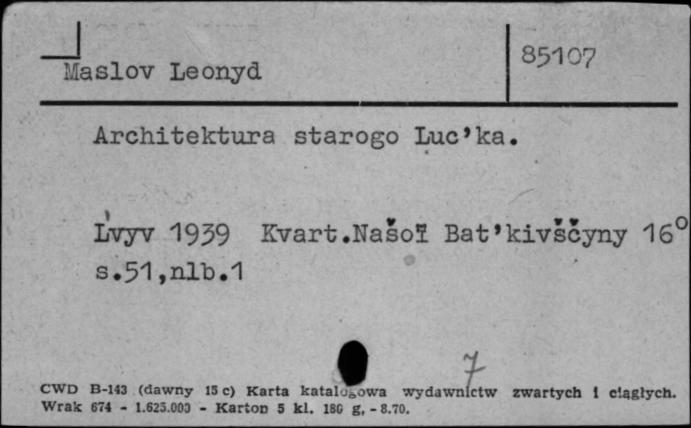 Maslov Leonyd
85107
Architektura starogo Luc’ka.
L'vyv 1939 Kvart.Našoï Bat’kivščyny 16°
s.51,nlb.1
7
CWD B-143 (dawny 15 c) Karta katalogowa wydawnictw zwartych i ciągłych.
Wrak 674 - 1.625.000 - Karton 5 kl. 180 g. - 8.70.